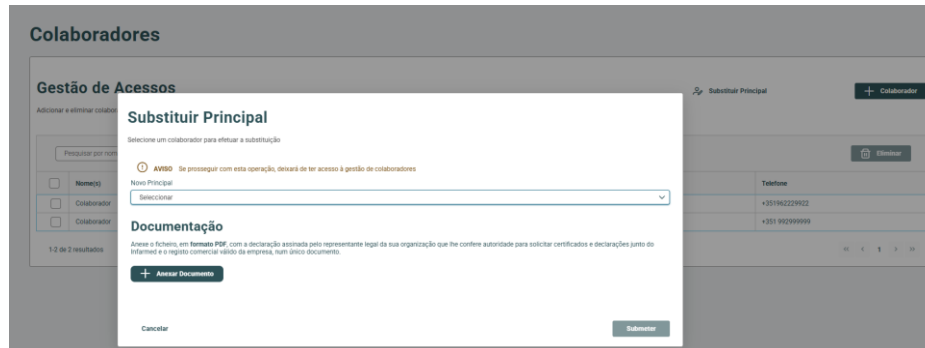 Colaboradores
Gestão de Acessos
Substituir Principal
Colaborador
Adicionar e eliminar colabor
Substituir Principal
Selecione um colaborador para efetuar a substituição
Pesquisar por nom
Eliminar
AVISO Se prosseguir com esta operação, deixará de ter acesso à gestão de colaboradores
Novo Principal
Nome(s)
Telefone
Seleccionar
Colaborador
+351962229922
Colaborador
+351 992999999
Documentação
Anexe o ficheiro, em formato PDF, com a declaração assinada pelo representante legal da sua organização que lhe confere autoridade para solicitar certificados e declarações junto do
Infarmed e o registo comercial válido da empresa, num único documento.
1-2 de 2 resultados
1
Anexar Documento
Cancelar
Submeter